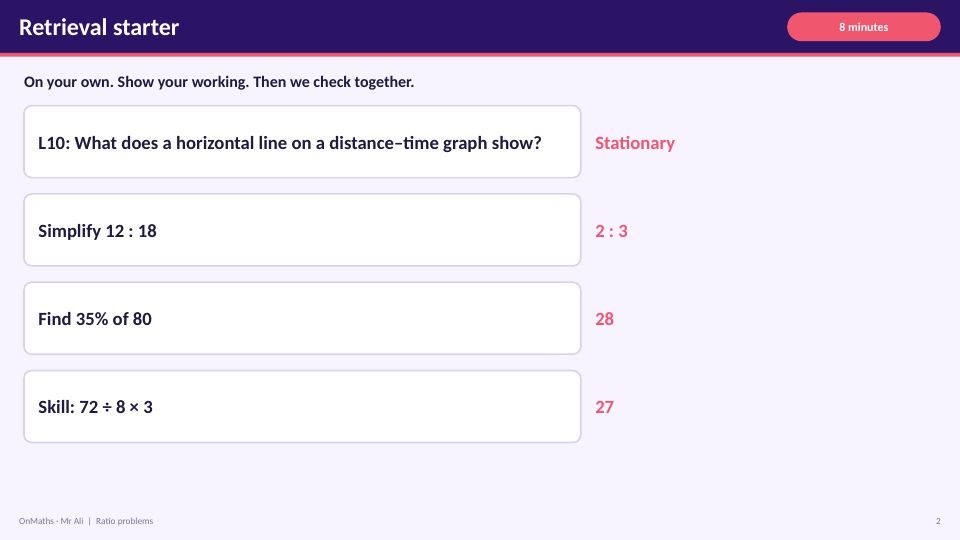 Retrieval starter
8 minutes
On your own. Show your working. Then we check together.
L10: What does a horizontal line on a distance–time graph show?
Stationary
Simplify 12 : 18
2 : 3
Find 35% of 80
28
Skill: 72 ÷ 8 × 3
27
OnMaths · Mr Ali | Ratio problems
2